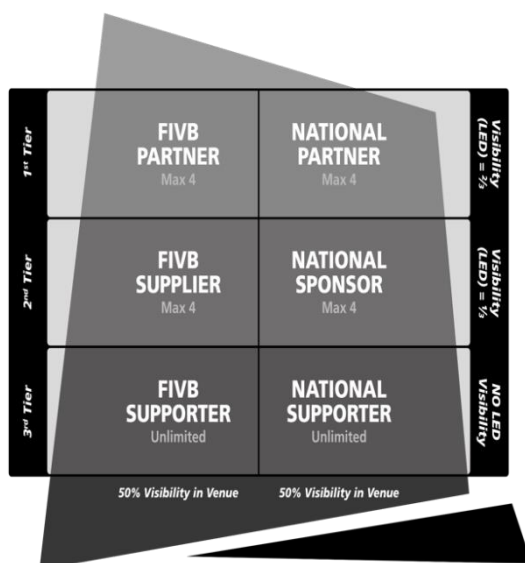 1st Tier
FIVB
PARTNER
Max 4
NATIONAL
PARTNER
Max 4
Visibility
(LED) = ⅔
2nd Tier
FIVB
SUPPLIER
Max 4
NATIONAL
SPONSOR
Max 4
Visibility
(LED) = ⅓
3rd Tier
FIVB
SUPPORTER
Unlimited
NATIONAL
SUPPORTER
Unlimited
NO LED
Visibility
50% Visibility in Venue
50% Visibility in Venue